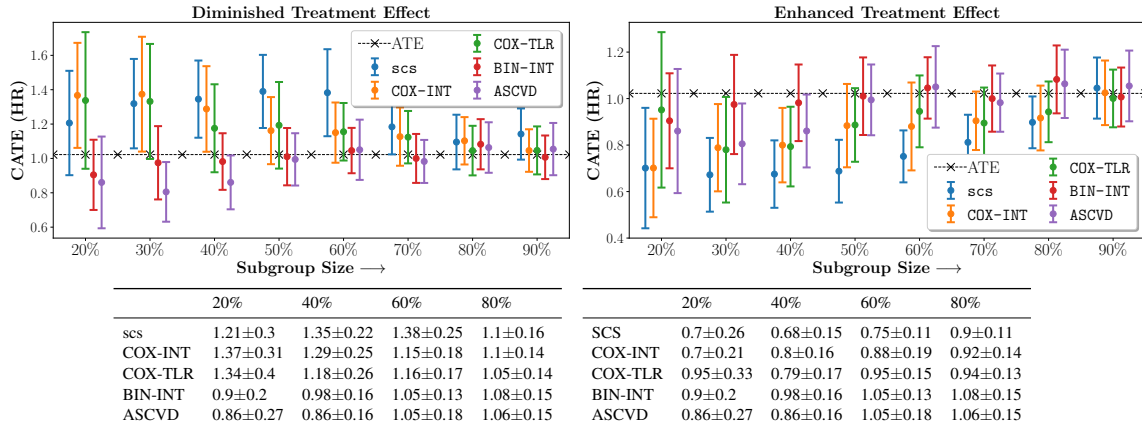 Diminished Treatment Effect
CATE (HR)
1.6
1.4
1.2
1.0
0.8
0.6
ATE
scs
COX-INT
COX-TLR
BIN-INT
ASCVD
20% 30% 40% 50% 60% 70% 80% 90%
Subgroup Size →
Enhanced Treatment Effect
CATE (HR)
1.2
1.0
0.8
0.6
0.4
ATE
scs
COX-INT
COX-TLR
BIN-INT
ASCVD
20% 30% 40% 50% 60% 70% 80% 90%
Subgroup Size →
20% 40% 60% 80%
scs 1.21±0.3 1.35±0.22 1.38±0.25 1.1±0.16
COX-INT 1.37±0.31 1.29±0.25 1.15±0.18 1.1±0.14
COX-TLR 1.34±0.4 1.18±0.26 1.16±0.17 1.05±0.14
BIN-INT 0.9±0.2 0.98±0.16 1.05±0.13 1.08±0.15
ASCVD 0.86±0.27 0.86±0.16 1.05±0.18 1.06±0.15
20% 40% 60% 80%
SCS 0.7±0.26 0.68±0.15 0.75±0.11 0.9±0.11
COX-INT 0.7±0.21 0.8±0.16 0.88±0.19 0.92±0.14
COX-TLR 0.95±0.33 0.79±0.17 0.95±0.15 0.94±0.13
BIN-INT 0.9±0.2 0.98±0.16 1.05±0.13 1.08±0.15
ASCVD 0.86±0.27 0.86±0.16 1.05±0.18 1.06±0.15